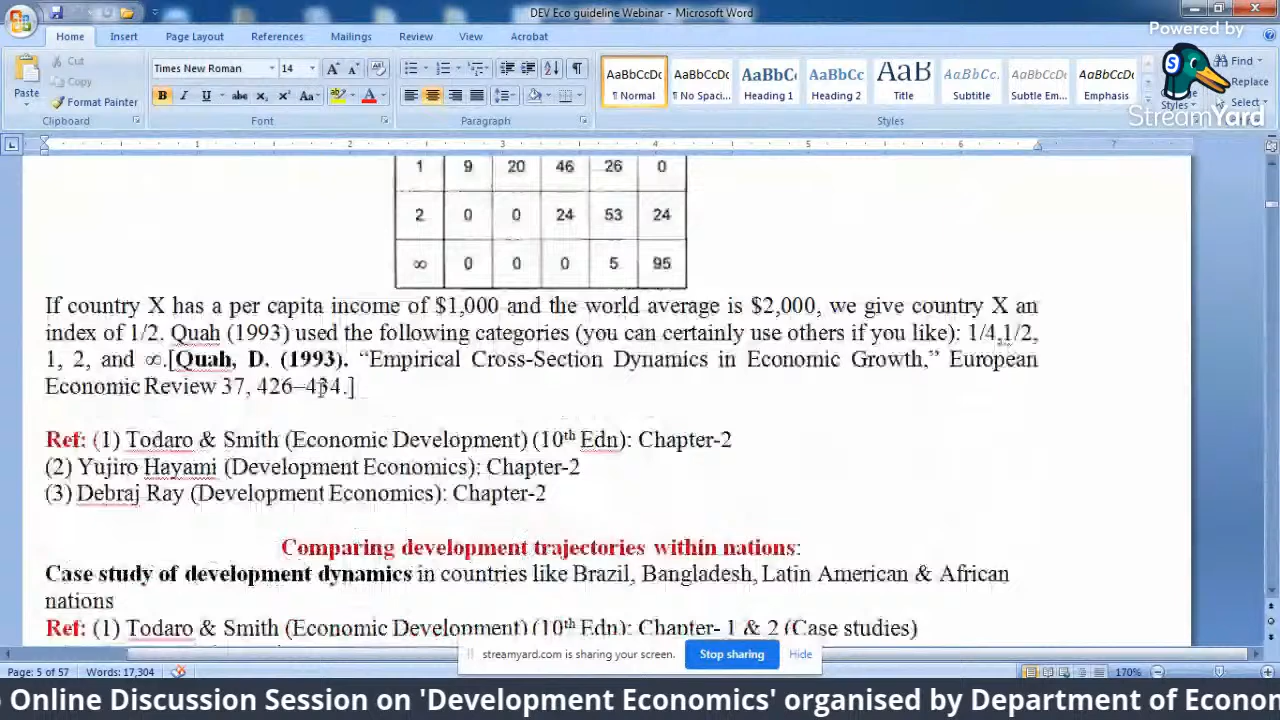 DEV Eco guideline Webinar - Microsoft Word
Powered by
StreamYard
Home Insert Page Layout References Mailings Review View Acrobat
Paste
Cut
Copy
Format Painter
Clipboard
Times New Roman 14
Font
Paragraph
AaBbCcDc AaBbCcDc AaBbC AaBbCc AaB AaBbCcL AaBbCcDc AaBbCcDc
¶ Normal ¶ No Spaci... Heading 1 Heading 2 Title Subtitle Subtle Em... Emphasis
Styles
Find
Replace
Select
1 9 20 46 26 0
2 0 0 24 53 24
∞ 0 0 0 5 95
If country X has a per capita income of $1,000 and the world average is $2,000, we give country X an
index of 1/2. Quah (1993) used the following categories (you can certainly use others if you like): 1/4,1/2,
1, 2, and ∞.[Quah, D. (1993). “Empirical Cross-Section Dynamics in Economic Growth,” European
Economic Review 37, 426–434.]
Ref: (1) Todaro & Smith (Economic Development) (10th Edn): Chapter-2
(2) Yujiro Hayami (Development Economics): Chapter-2
(3) Debraj Ray (Development Economics): Chapter-2
Comparing development trajectories within nations:
Case study of development dynamics in countries like Brazil, Bangladesh, Latin American & African
nations
Ref: (1) Todaro & Smith (Economic Development) (10th Edn): Chapter- 1 & 2 (Case studies)
streamyard.com is sharing your screen. Stop sharing Hide
Page: 5 of 57 Words: 17,304 170%
Online Discussion Session on 'Development Economics' organised by Department of Econor